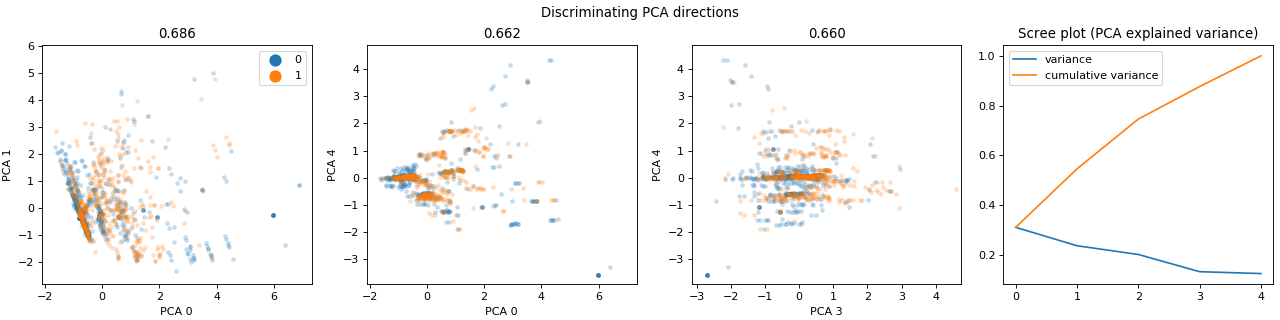 Discriminating PCA directions
0.686
0
1
6
5
4
3
2
1
0
−1
−2
PCA 1
−2 0 2 4 6
PCA 0
0.662
4
3
2
1
0
−1
−2
−3
PCA 4
−2 0 2 4 6
PCA 0
0.660
4
3
2
1
0
−1
−2
−3
PCA 4
−3 −2 −1 0 1 2 3 4
PCA 3
Scree plot (PCA explained variance)
variance
cumulative variance
1.0
0.8
0.6
0.4
0.2
0 1 2 3 4